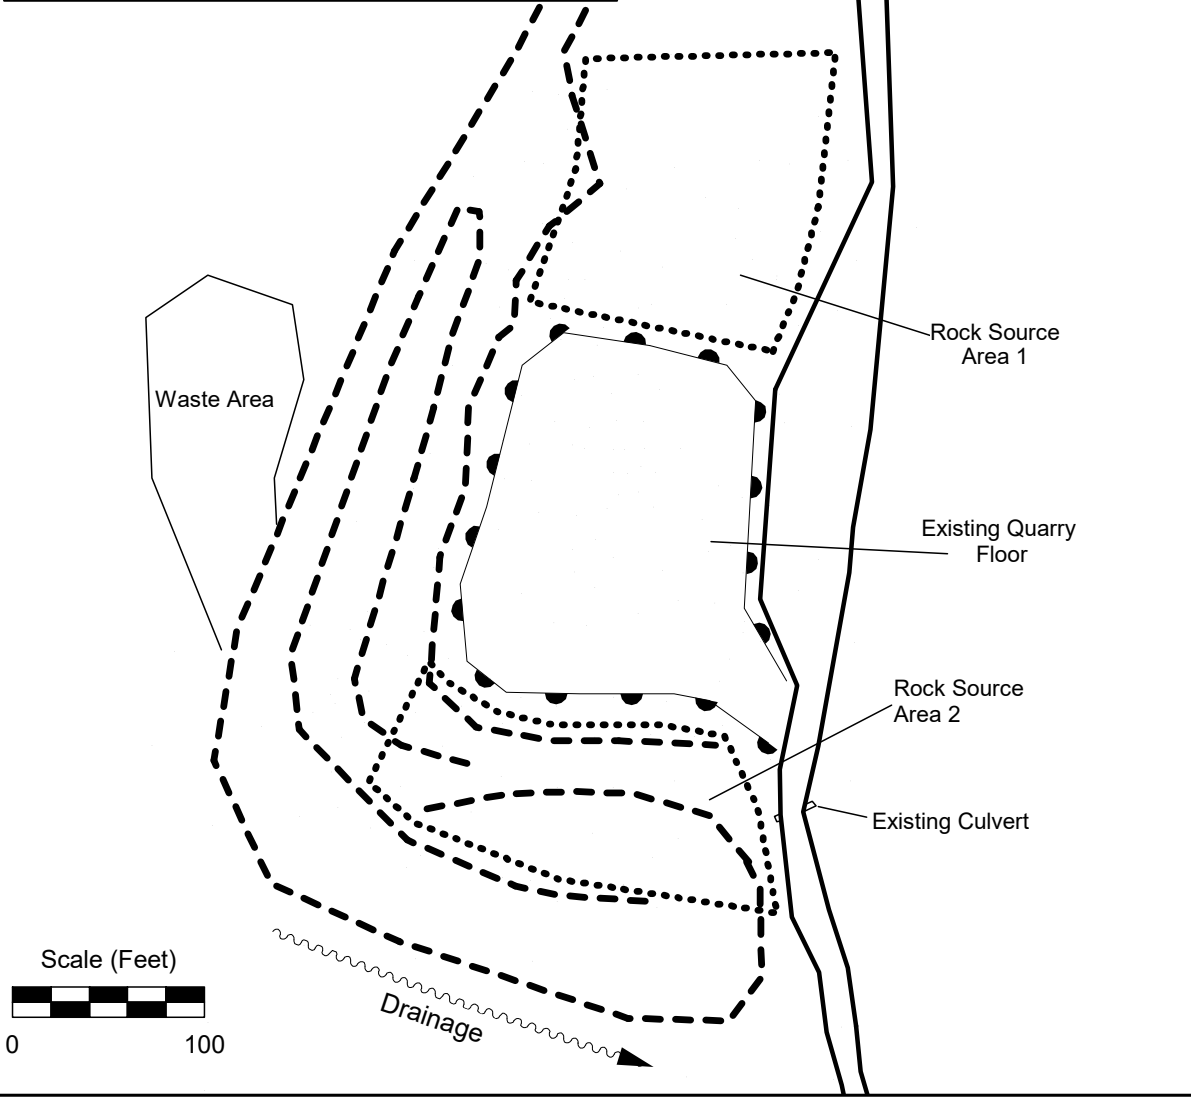 Rock Source
Area 1
Waste Area
Existing Quarry
Floor
Rock Source
Area 2
Existing Culvert
Scale (Feet)
0 100
Drainage